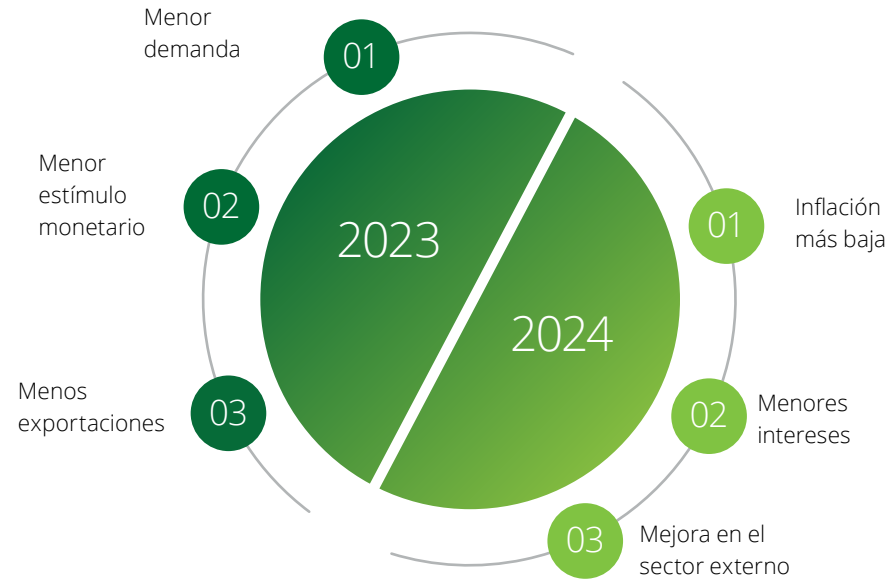 Menor
demanda
01
Menor
estímulo
monetario
02
Menos
exportaciones
03
2023
2024
01
Inflación
más baja
02
Menores
intereses
03
Mejora en el
sector externo